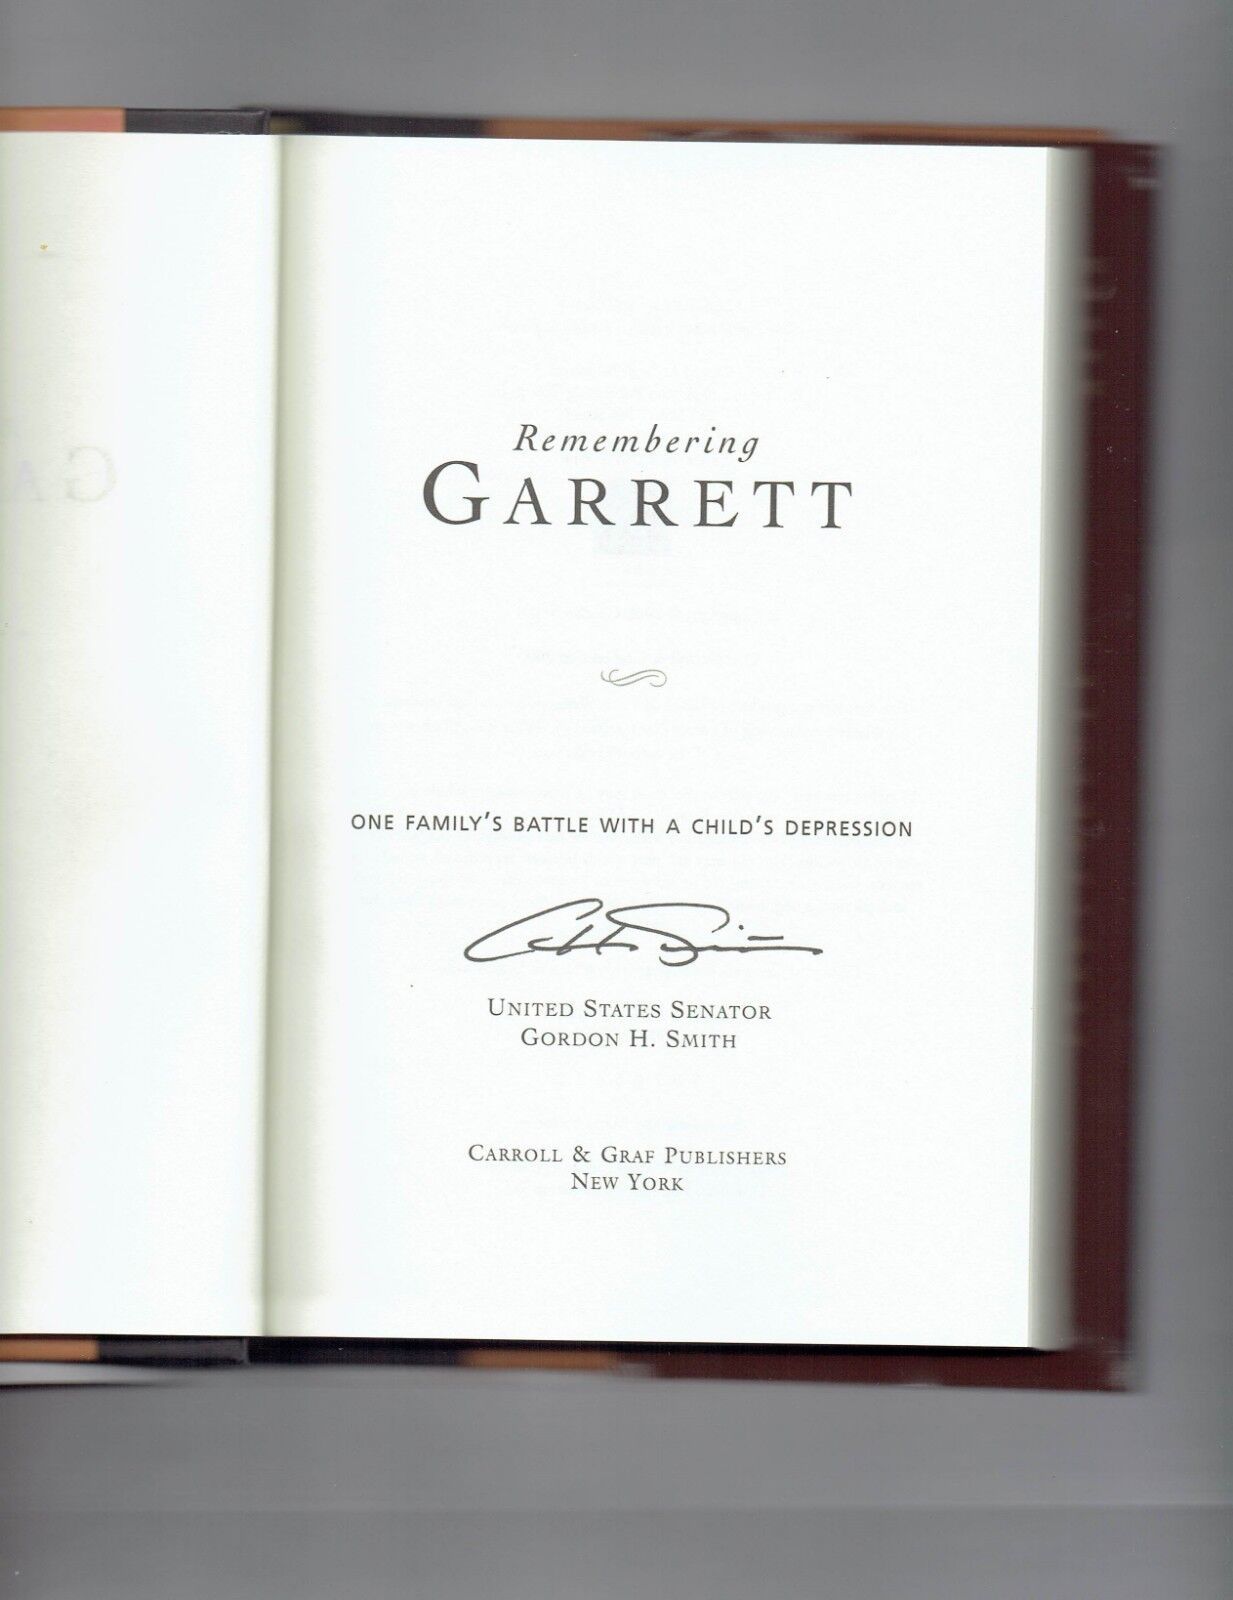 Remembering
GARRETT
ONE FAMILY'S BATTLE WITH A CHILD'S DEPRESSION
UNITED STATES SENATOR
GORDON H. SMITH
CARROLL & GRAF PUBLISHERS
NEW YORK